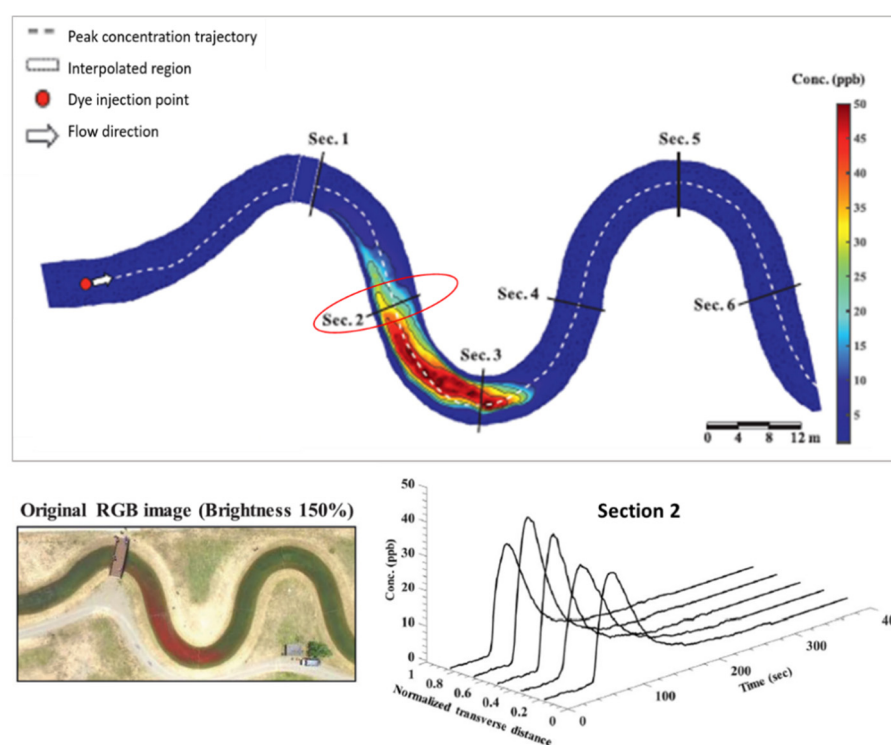 Peak concentration trajectory
Interpolated region
Dye injection point
Flow direction
Conc. (ppb)
50
45
40
35
30
25
20
15
10
5
Sec. 1
Sec. 5
Sec. 2
Sec. 4
Sec. 6
Sec. 3
0 4 8 12 m
Original RGB image (Brightness 150%)
Section 2
Conc. (ppb)
50
40
30
20
10
0
1
0.8
0.6
0.4
0.2
0
Normalized transverse distance
0
100
200
300
40
Time (sec)